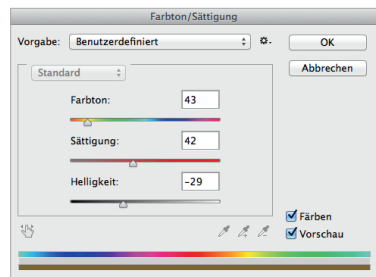 Farbton/Sättigung
Vorgabe: Benutzerdefiniert OK
Standard Abbrechen
Farbton: 43
Sättigung: 42
Helligkeit: -29
Färben
Vorschau